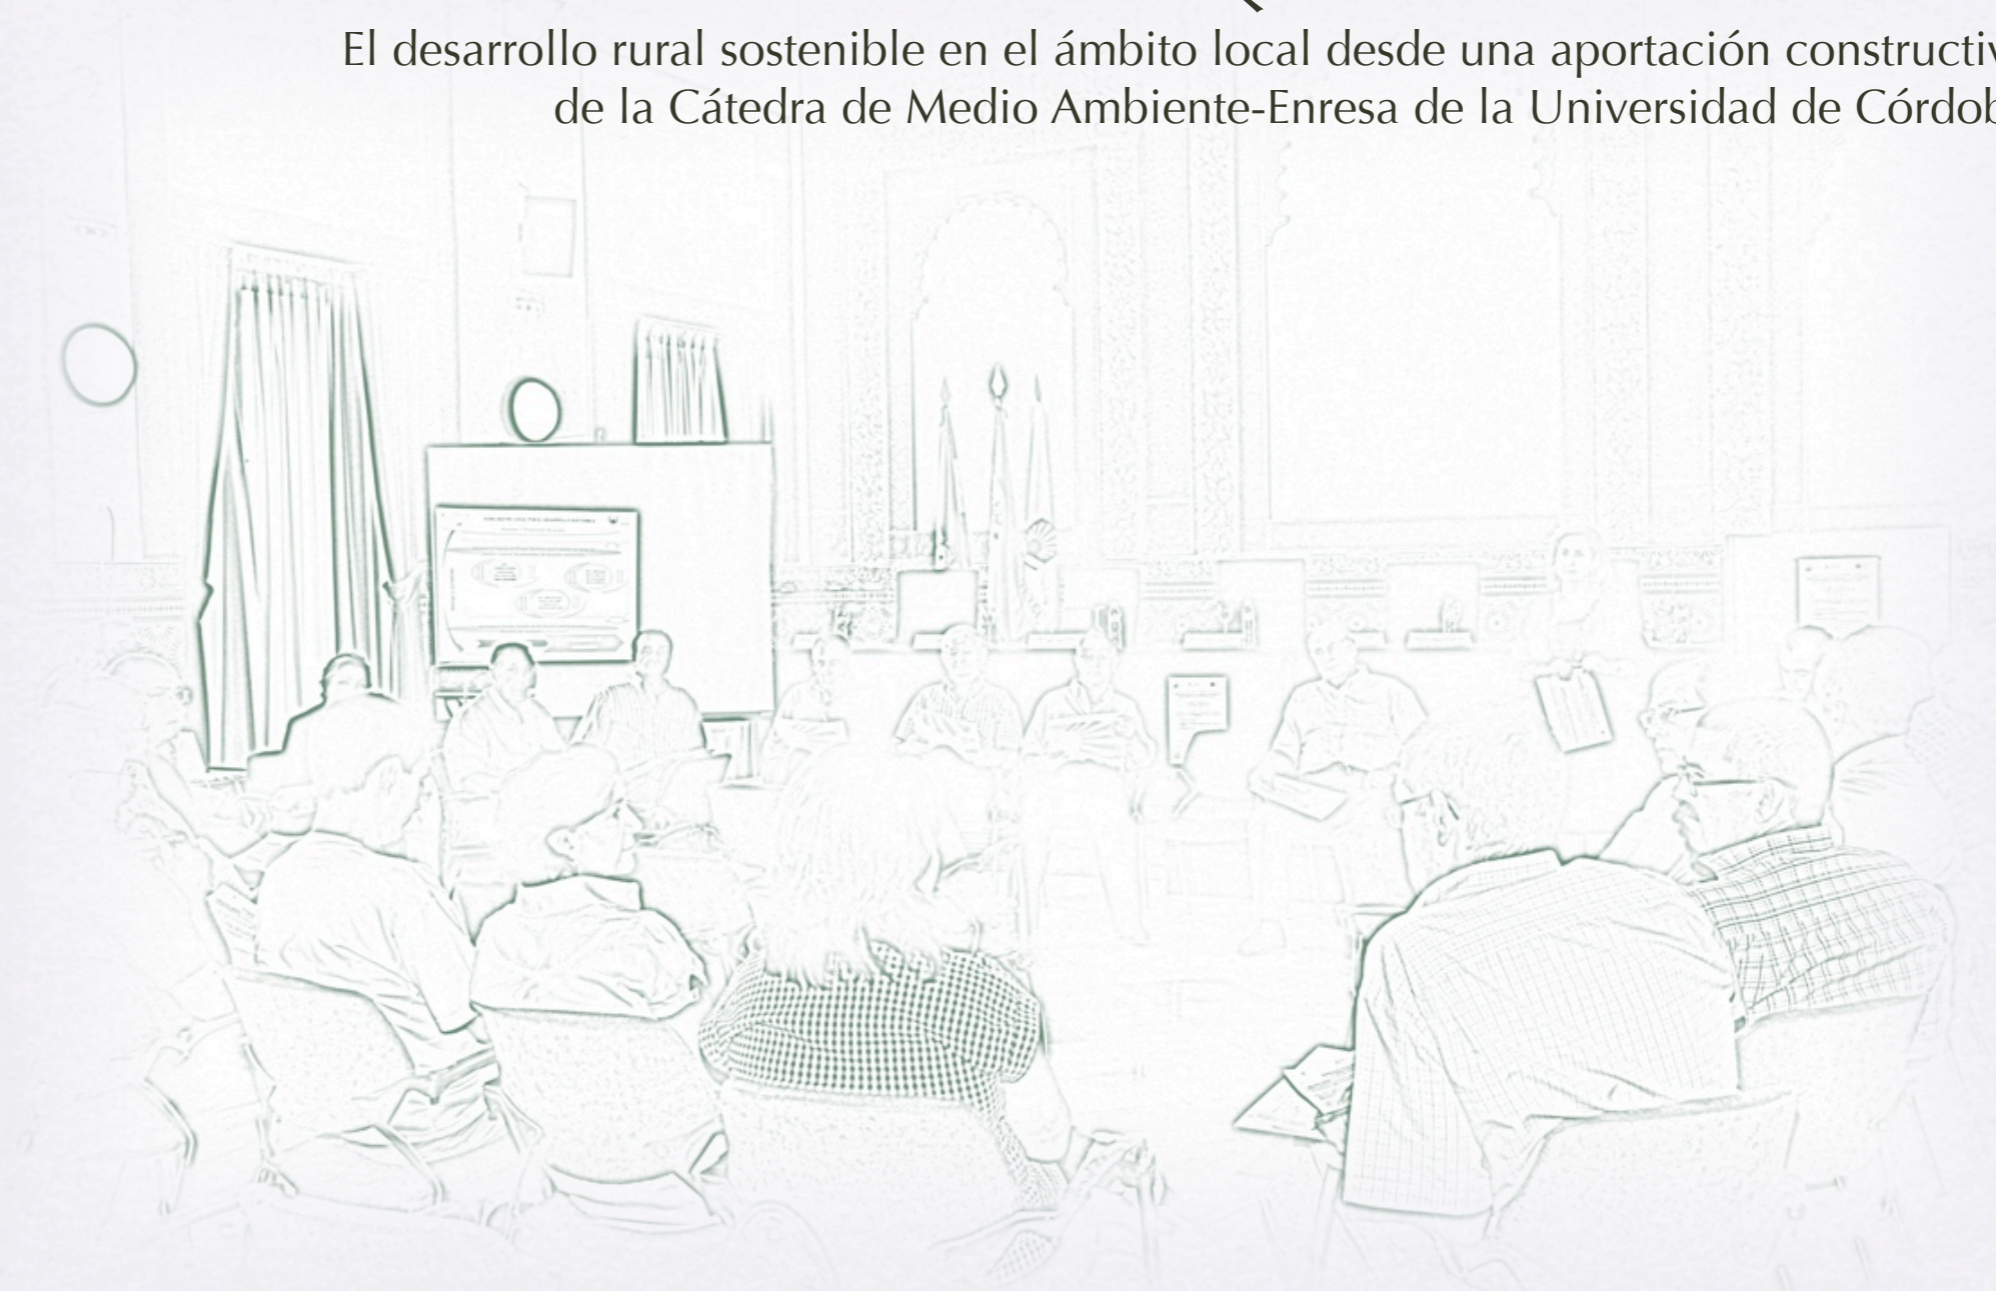 El desarrollo rural sostenible en el ámbito local desde una aportación constructiv
de la Cátedra de Medio Ambiente-Enresa de la Universidad de Córdob